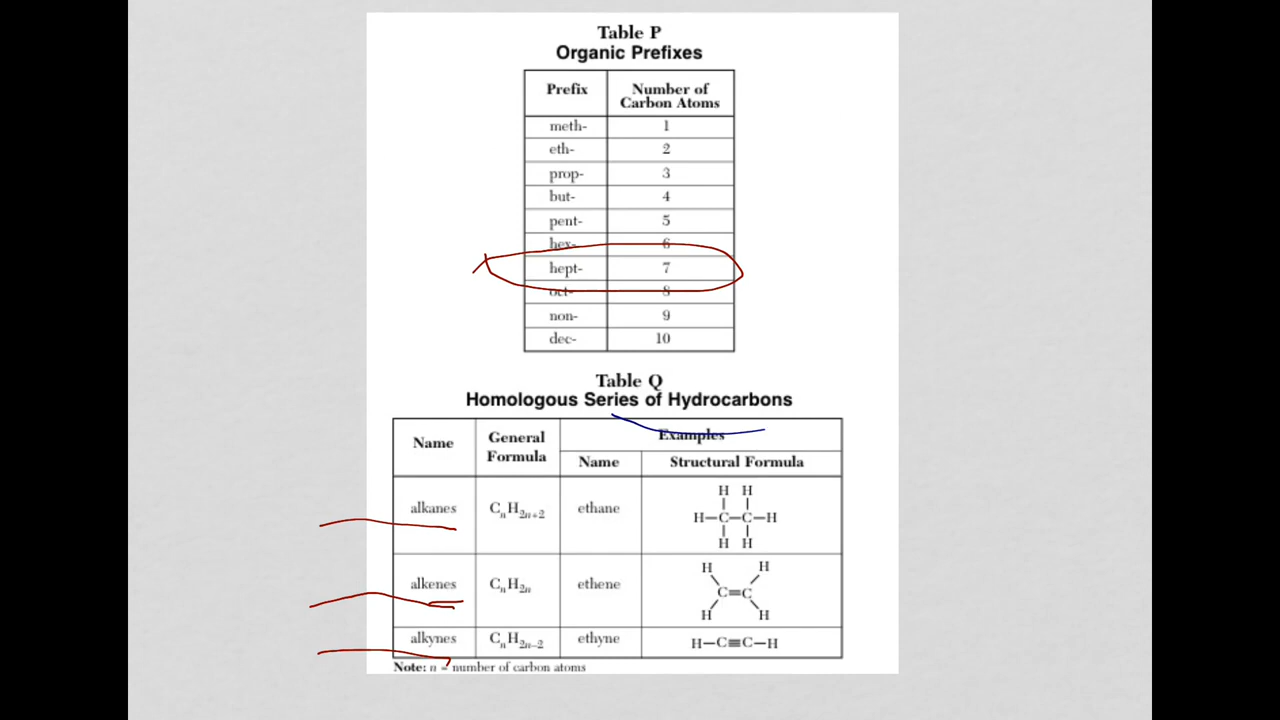 Table P
Organic Prefixes
Prefix Number of Carbon Atoms
meth- 1
eth- 2
prop- 3
but- 4
pent- 5
hex- 6
hept- 7
oct- 8
non- 9
dec- 10
Table Q
Homologous Series of Hydrocarbons
Name General Formula Examples
Name Structural Formula
alkanes CₙH₂ₙ₊₂ ethane
H H
H–C–C–H
H H
alkenes CₙH₂ₙ ethene
H H
C=C
H H
alkynes CₙH₂ₙ₋₂ ethyne H–C≡C–H
Note: n = number of carbon atoms